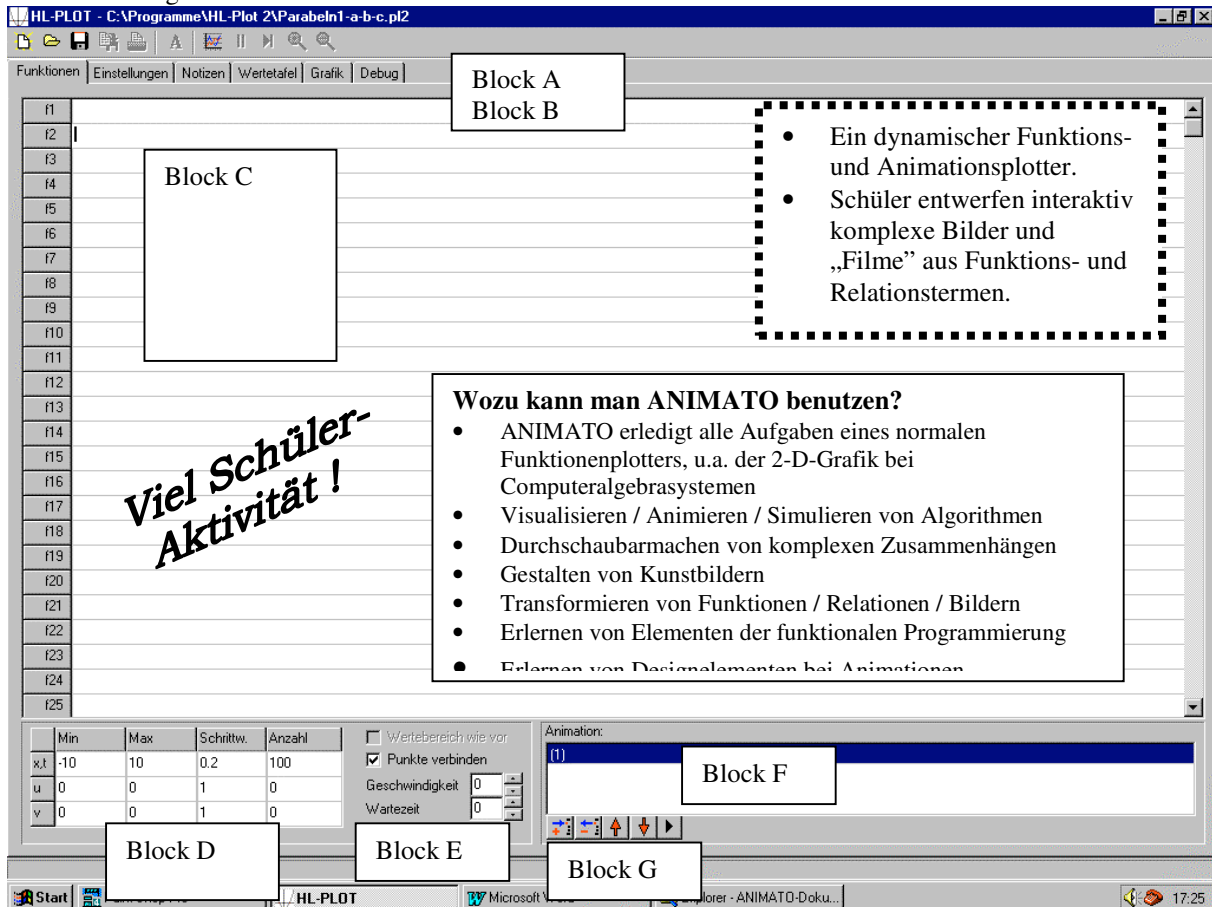 HL-PLOT - C:\Programme\HL-Plot 2\Parabeln1-a-b-c.pl2
Funktionen Einstellungen Notizen Wertetafel Grafik Debug
Block A
Block B
f1
f2
f3
f4
f5
f6
f7
f8
f9
f10
f11
f12
f13
f14
f15
f16
f17
f18
f19
f20
f21
f22
f23
f24
f25
Block C
• Ein dynamischer Funktions-
und Animationsplotter.
• Schüler entwerfen interaktiv
komplexe Bilder und
„Filme” aus Funktions- und
Relationstermen.
Viel Schüler-
Aktivität !
Wozu kann man ANIMATO benutzen?
• ANIMATO erledigt alle Aufgaben eines normalen
Funktionenplotters, u.a. der 2-D-Grafik bei
Computeralgebrasystemen
• Visualisieren / Animieren / Simulieren von Algorithmen
• Durchschaubarmachen von komplexen Zusammenhängen
• Gestalten von Kunstbildern
• Transformieren von Funktionen / Relationen / Bildern
• Erlernen von Elementen der funktionalen Programmierung
• Erlernen von Designelementen bei Animationen
Min Max Schrittw. Anzahl
x,t -10 10 0.2 100
u 0 0 1 0
v 0 0 1 0
Wertebereich wie vor
Punkte verbinden
Geschwindigkeit 0
Wartezeit 0
Animation:
(1)
Block F
Block D
Block E
Block G
Start
HL-PLOT
Microsoft
plorer - ANIMATO-Doku...
17:25